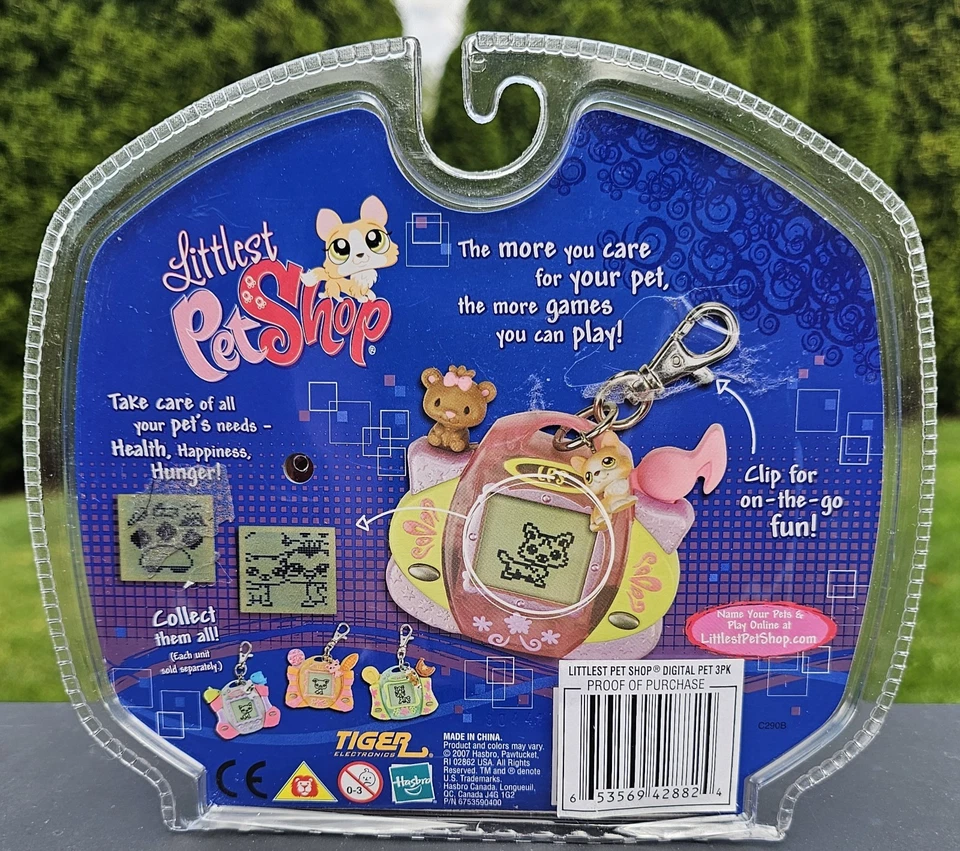 Littlest
PetShop®
The more you care
for your pet,
the more games
you can play!
Take care of all
your pet's needs –
Health, Happiness,
Hunger!
LPS
Clip for
on-the-go
fun!
Collect
them all!
(Each unit
sold separately.)
Name Your Pets &
Play Online at
LittlestPetShop.com
LITTLEST PET SHOP® DIGITAL PET 3PK
PROOF OF PURCHASE
6 53569 42882 4
C290B
TIGER
ELECTRONICS
CE
0-3
Hasbro
MADE IN CHINA.
Product and colors may vary.
© 2007 Hasbro, Pawtucket,
RI 02862 USA. All Rights
Reserved. TM and ® denote
U.S. Trademarks.
Hasbro Canada. Longueuil,
QC. Canada J4G 1G2
P/N 6753590400